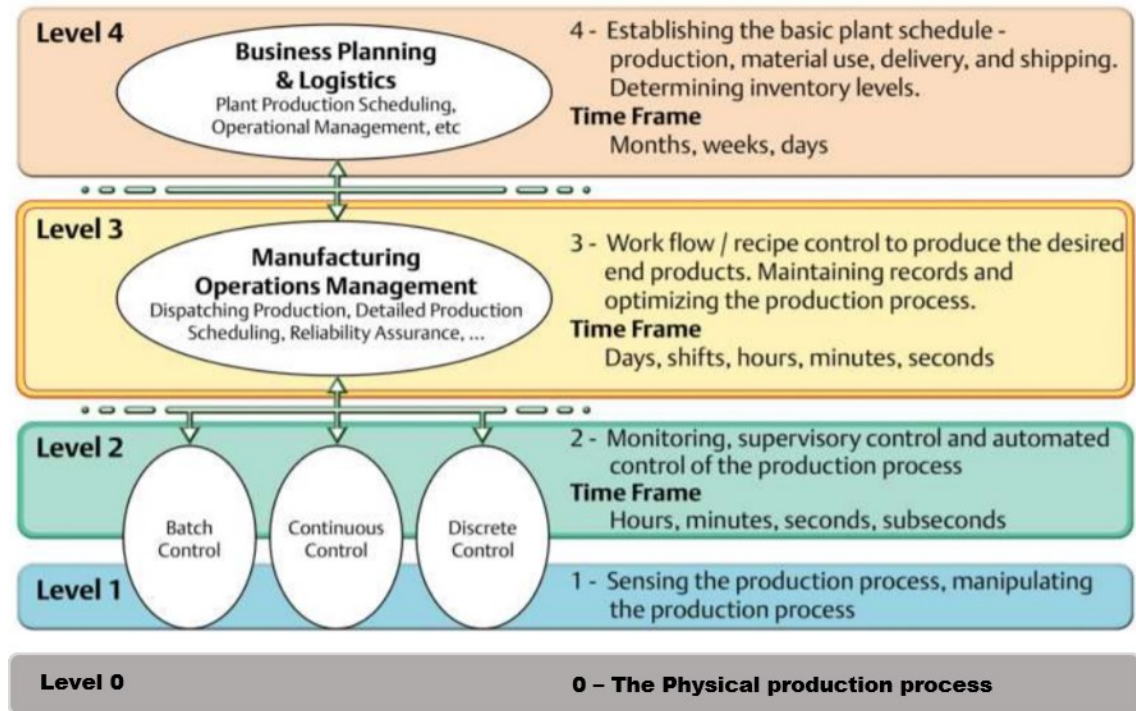 Level 4
Business Planning
& Logistics
Plant Production Scheduling,
Operational Management, etc
4 - Establishing the basic plant schedule -
production, material use, delivery, and shipping.
Determining inventory levels.
Time Frame
Months, weeks, days
Level 3
Manufacturing
Operations Management
Dispatching Production, Detailed Production
Scheduling, Reliability Assurance, ...
3 - Work flow / recipe control to produce the desired
end products. Maintaining records and
optimizing the production process.
Time Frame
Days, shifts, hours, minutes, seconds
Level 2
Batch
Control
Continuous
Control
Discrete
Control
2 - Monitoring, supervisory control and automated
control of the production process
Time Frame
Hours, minutes, seconds, subseconds
Level 1
1 - Sensing the production process, manipulating
the production process
Level 0
0 – The Physical production process